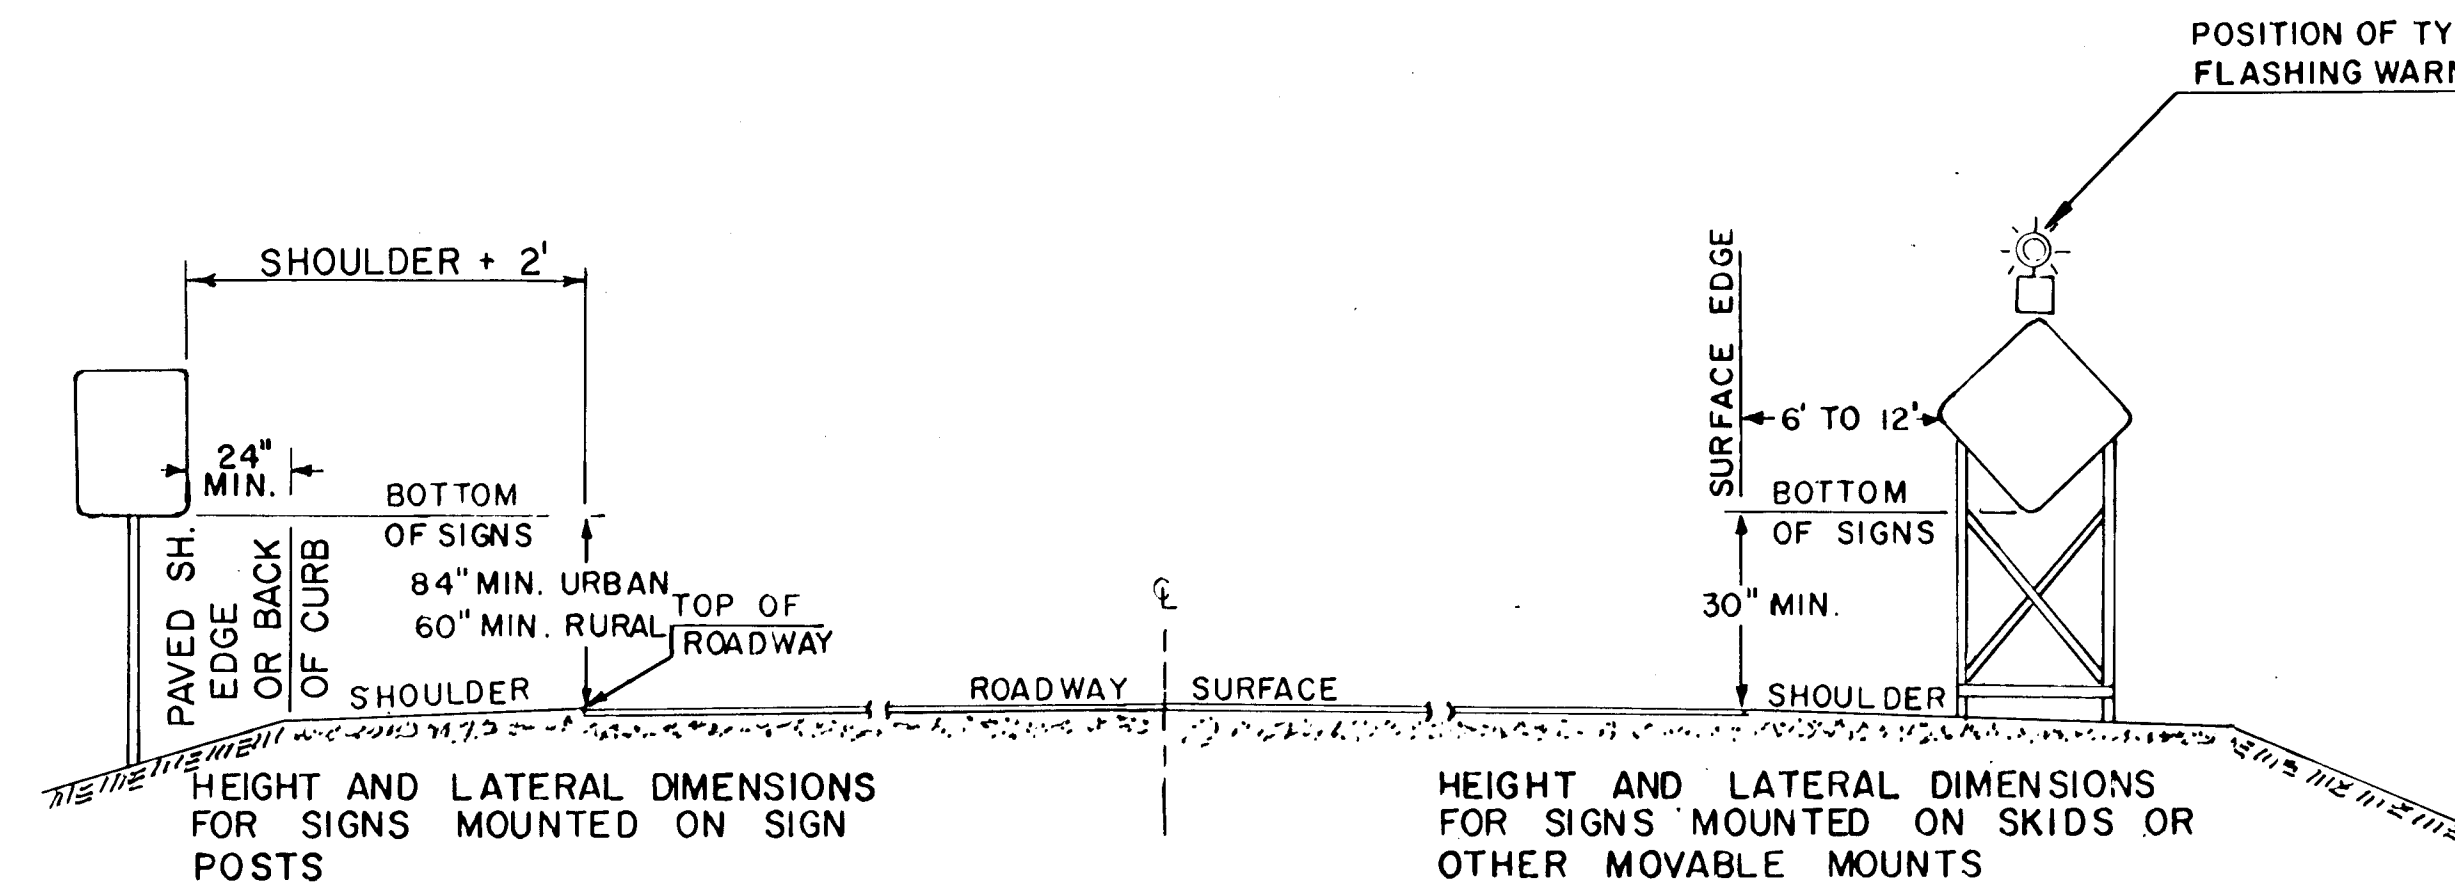 POSITION OF TY
FLASHING WARN
SHOULDER + 2'
SURFACE EDGE
6' TO 12'
24"
MIN.
BOTTOM
OF SIGNS
84" MIN. URBAN
60" MIN. RURAL
TOP OF
ROADWAY
PAVED SH.
EDGE
OR BACK
OF CURB
SHOULDER
℄
ROADWAY SURFACE
BOTTOM
OF SIGNS
30" MIN.
SHOULDER
HEIGHT AND LATERAL DIMENSIONS
FOR SIGNS MOUNTED ON SIGN
POSTS
HEIGHT AND LATERAL DIMENSIONS
FOR SIGNS MOUNTED ON SKIDS OR
OTHER MOVABLE MOUNTS